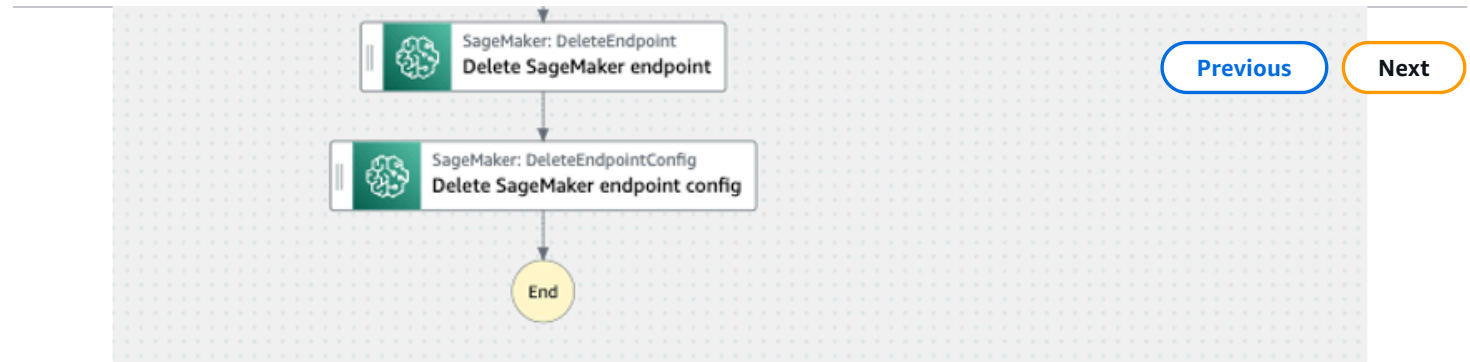 SageMaker: DeleteEndpoint
Delete SageMaker endpoint
Previous
Next
SageMaker: DeleteEndpointConfig
Delete SageMaker endpoint config
End